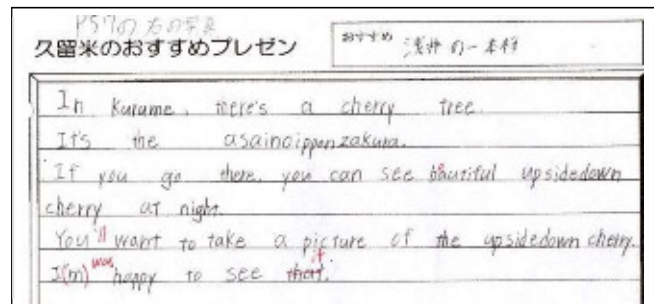 P57の右の写真
久留米のおすすめプレゼン
おすすめ 浅井の一本桜
In Kurume, there's a cherry tree.
It's the asainoipponzakura.
If you go there, you can see bautiful upsidedown
cherry at night.
You'll want to take a picture of the upsidedown cherry.
I(m) was happy to see that. it.